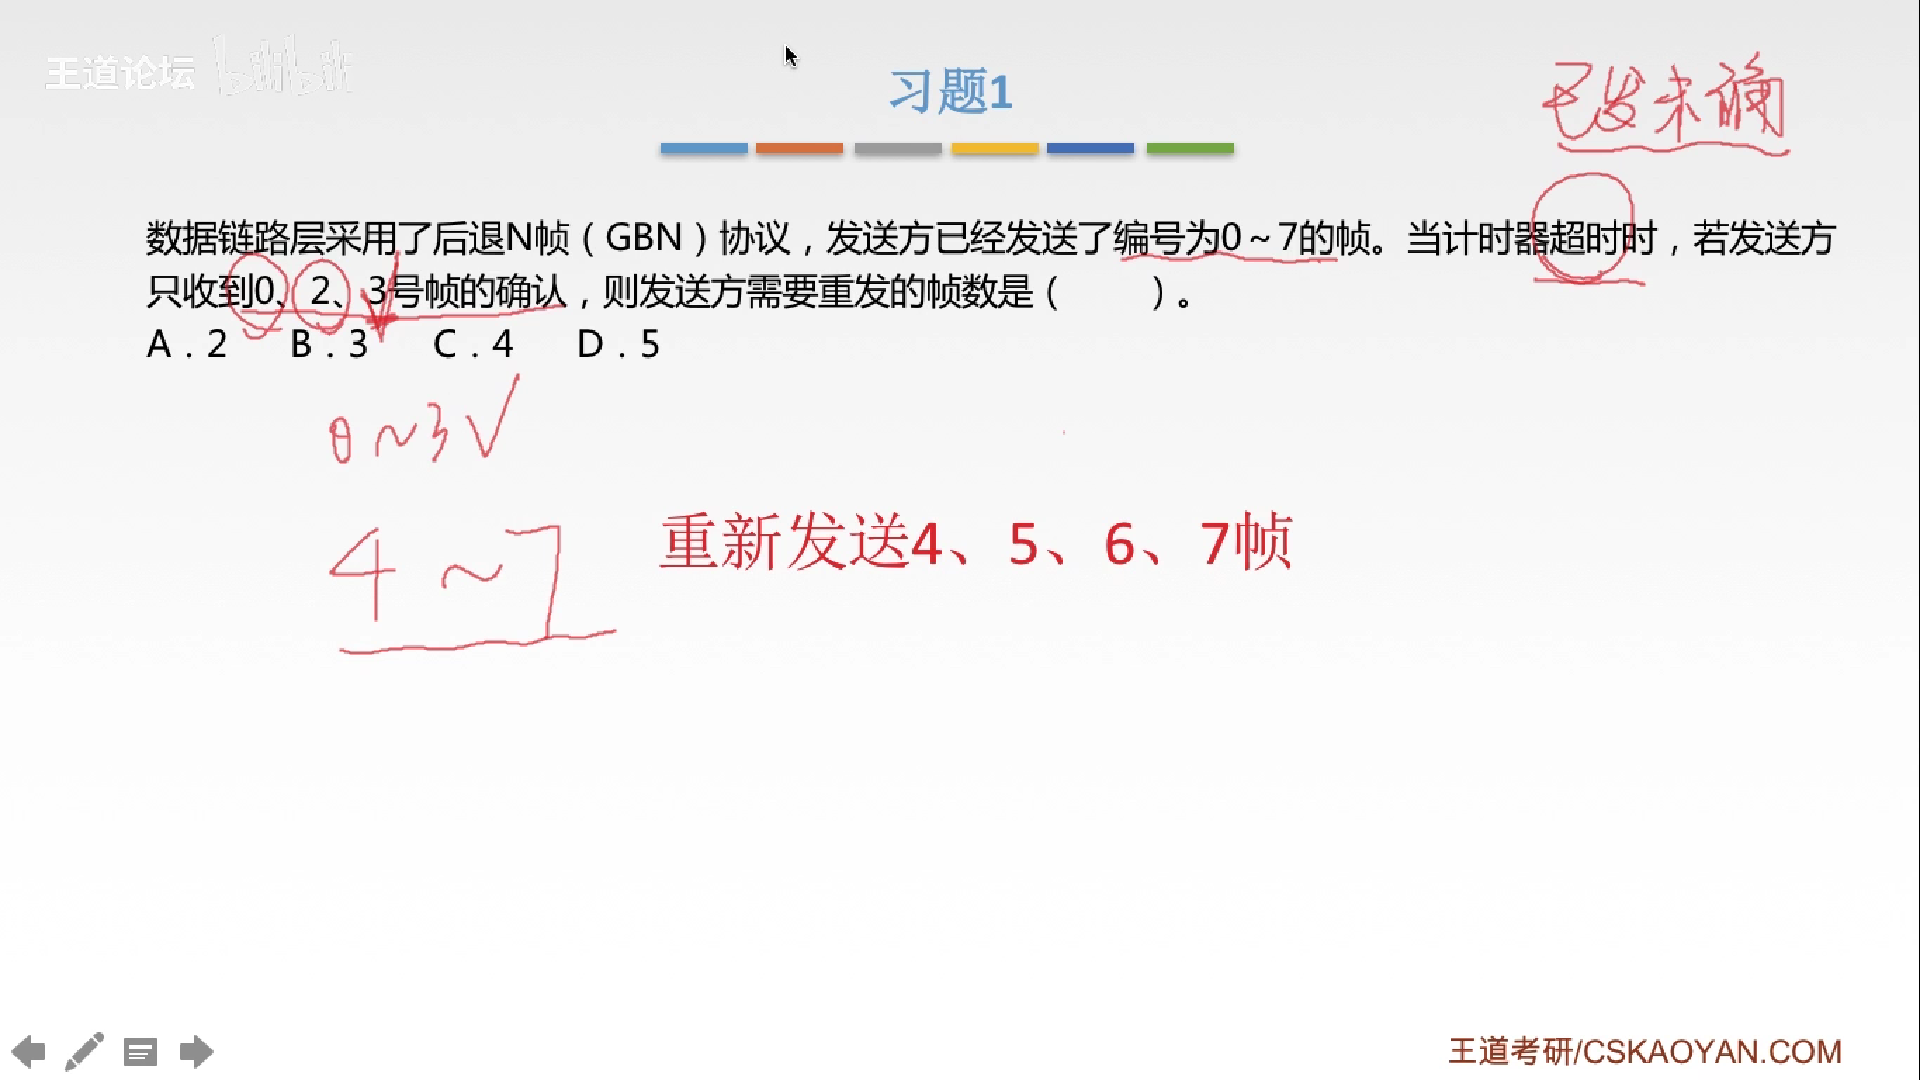 王道论坛 bilibili
习题1
已发未确
数据链路层采用了后退N帧（GBN）协议，发送方已经发送了编号为0～7的帧。当计时器超时时，若发送方
只收到0、2、3号帧的确认，则发送方需要重发的帧数是（    ）。
A．2  B．3  C．4  D．5
0~3√
4~7
重新发送4、5、6、7帧
王道考研/CSKAOYAN.COM